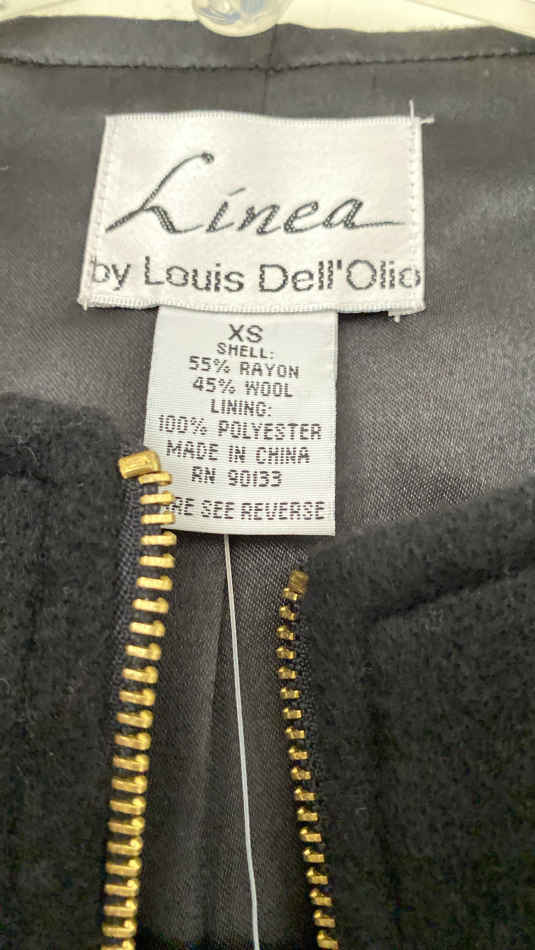 Linea
by Louis Dell'Olio
XS
SHELL:
55% RAYON
45% WOOL
LINING:
100% POLYESTER
MADE IN CHINA
RN 90133
ARE SEE REVERSE